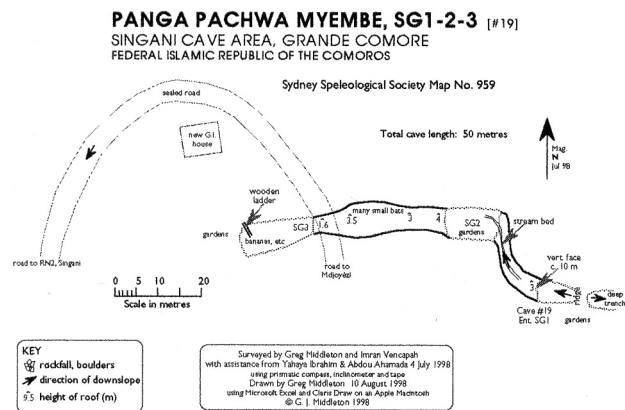 PANGA PACHWA MYEMBE, SG1-2-3 [#19]
SINGANI CAVE AREA, GRANDE COMORE
FEDERAL ISLAMIC REPUBLIC OF THE COMOROS
Sydney Speleological Society Map No. 959
sealed road
new G.I.
house
Total cave length: 50 metres
Mag.
N
Jul 98
wooden
ladder
gardens
bananas, etc
SG3
1.6
3.5
many small bats
3
4
SG2
gardens
stream bed
vert face
c. 10 m
3
ridge
deep
trench
Cave #19
Ent. SG1
gardens
road to RN2, Singani
road to
Mdjoyézi
0 5 10 20
Scale in metres
KEY
rockfall, boulders
direction of downslope
9.5 height of roof (m)
Surveyed by Greg Middleton and Imran Vencapah
with assistance from Yahaya Ibrahim & Abdou Ahamada 4 July 1998
using prismatic compass, inclinometer and tape
Drawn by Greg Middleton 10 August 1998
using Microsoft Excel and Claris Draw on an Apple Macintosh
© G. J. Middleton 1998